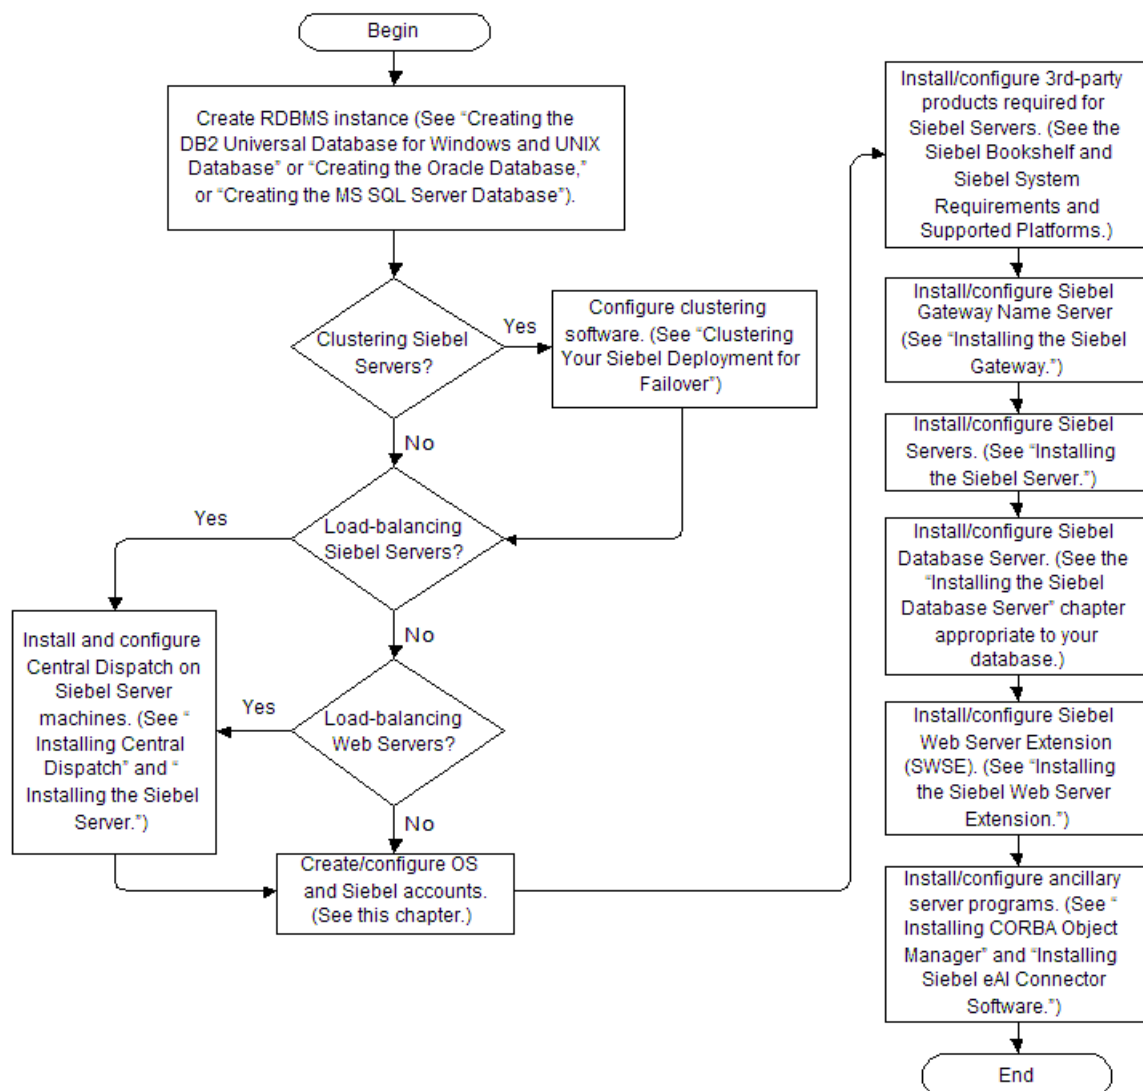 Begin
Create RDBMS instance (See “Creating the
DB2 Universal Database for Windows and UNIX
Database” or “Creating the Oracle Database,”
or “Creating the MS SQL Server Database”).
Clustering Siebel
Servers?
Yes
Configure clustering
software. (See “Clustering
Your Siebel Deployment for
Failover”)
No
Load-balancing
Siebel Servers?
Yes
No
Install and configure
Central Dispatch on
Siebel Server
machines. (See “
Installing Central
Dispatch” and “
Installing the Siebel
Server.”)
Yes
Load-balancing
Web Servers?
No
Create/configure OS
and Siebel accounts.
(See this chapter.)
Install/configure 3rd-party
products required for
Siebel Servers. (See the
Siebel Bookshelf and
Siebel System
Requirements and
Supported Platforms.)
Install/configure Siebel
Gateway Name Server
(See “Installing the Siebel
Gateway.”)
Install/configure Siebel
Servers. (See “Installing
the Siebel Server.”)
Install/configure Siebel
Database Server. (See the
“Installing the Siebel
Database Server” chapter
appropriate to your
database.)
Install/configure Siebel
Web Server Extension
(SWSE). (See “Installing
the Siebel Web Server
Extension.”)
Install/configure ancillary
server programs. (See “
Installing CORBA Object
Manager” and “Installing
Siebel eAI Connector
Software.”)
End